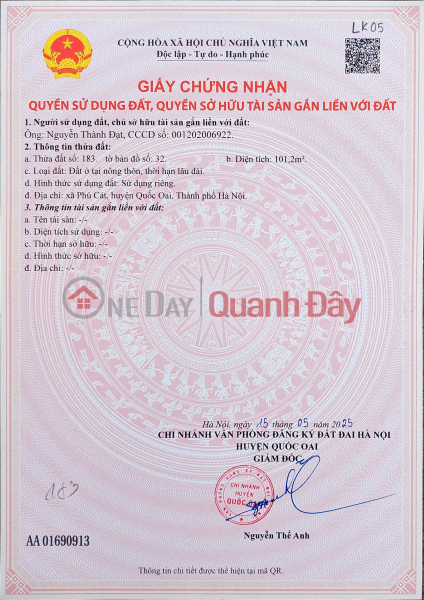 LK05
CỘNG HÒA XÃ HỘI CHỦ NGHĨA VIỆT NAM
Độc lập - Tự do - Hạnh phúc
GIẤY CHỨNG NHẬN
QUYỀN SỬ DỤNG ĐẤT, QUYỀN SỞ HỮU TÀI SẢN GẮN LIỀN VỚI ĐẤT
1. Người sử dụng đất, chủ sở hữu tài sản gắn liền với đất:
Ông: Nguyễn Thành Đạt, CCCD số: 001202006922.
2. Thông tin thửa đất:
a. Thửa đất số: 183. tờ bản đồ số: 32. b. Diện tích: 101,2m².
c. Loại đất: Đất ở tại nông thôn, thời hạn lâu dài.
d. Hình thức sử dụng đất: Sử dụng riêng.
đ. Địa chỉ: xã Phú Cát, huyện Quốc Oai, Thành phố Hà Nội.
3. Thông tin tài sản gắn liền với đất:
a. Tên tài sản: -/-
b. Diện tích sử dụng: -/-
c. Thời hạn sở hữu: -/-
d. Hình thức sở hữu: -/-
đ. Địa chỉ: -/-
ONE DAY Quanh Đây
Hà Nội, ngày 15 tháng 05 năm 2025
CHI NHÁNH VĂN PHÒNG ĐĂNG KÝ ĐẤT ĐAI HÀ NỘI
HUYỆN QUỐC OAI
GIÁM ĐỐC
CHI NHÁNH
HUYỆN
QUỐC
183
Nguyễn Thế Anh
AA 01690913
Thông tin chi tiết được thể hiện tại mã QR.